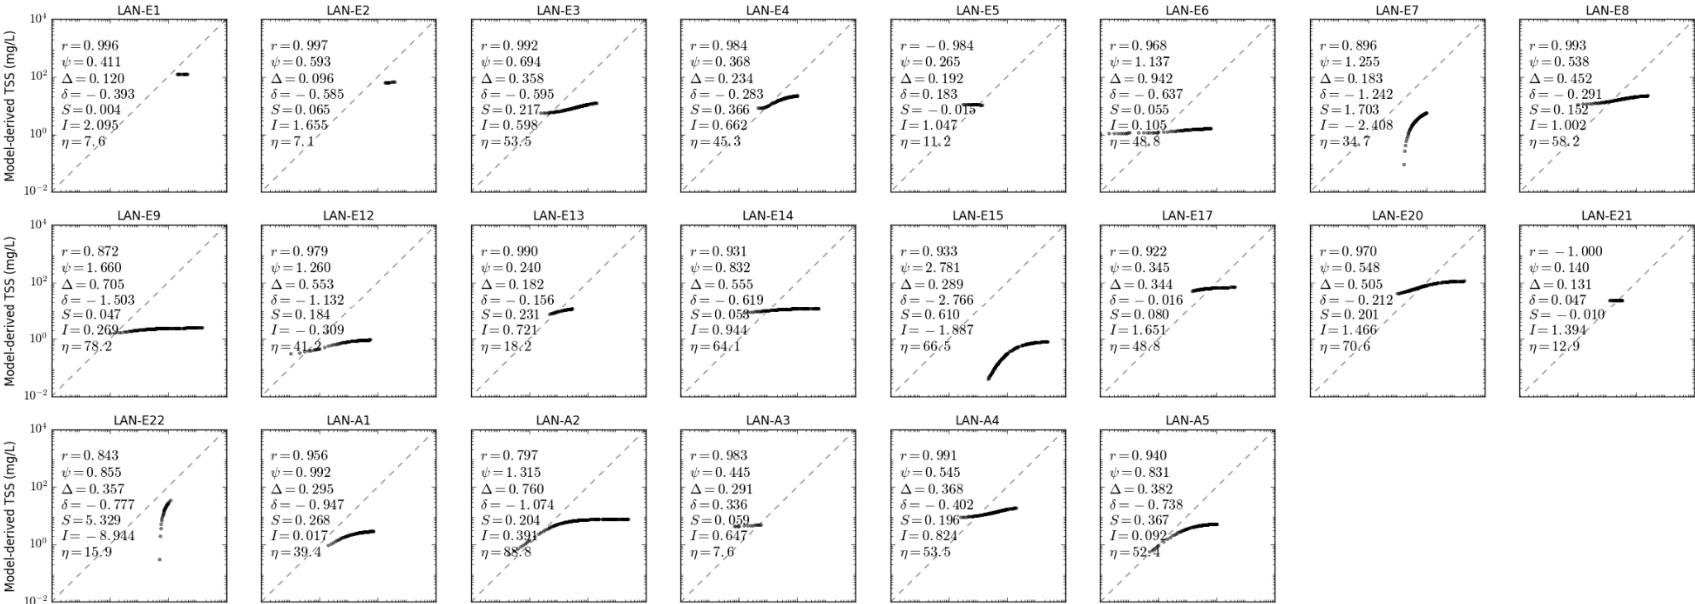 LAN-E1
LAN-E2
LAN-E3
LAN-E4
LAN-E5
LAN-E6
LAN-E7
LAN-E8
Model-derived TSS (mg/L)
10⁴
10²
10⁰
10⁻²
r = 0.996
ψ = 0.411
Δ = 0.120
δ = − 0.393
S = 0.004
I = 2.095
η = 7.6
r = 0.997
ψ = 0.593
Δ = 0.096
δ = − 0.585
S = 0.065
I = 1.655
η = 7.1
r = 0.992
ψ = 0.694
Δ = 0.358
δ = − 0.595
S = 0.217
I = 0.598
η = 53.5
r = 0.984
ψ = 0.368
Δ = 0.234
δ = − 0.283
S = 0.366
I = 0.662
η = 45.3
r = − 0.984
ψ = 0.265
Δ = 0.192
δ = 0.183
S = − 0.015
I = 1.047
η = 11.2
r = 0.968
ψ = 1.137
Δ = 0.942
δ = − 0.637
S = 0.055
I = 0.105
η = 48.8
r = 0.896
ψ = 1.255
Δ = 0.183
δ = − 1.242
S = 1.703
I = − 2.408
η = 34.7
r = 0.993
ψ = 0.538
Δ = 0.452
δ = − 0.291
S = 0.152
I = 1.002
η = 58.2
LAN-E9
LAN-E12
LAN-E13
LAN-E14
LAN-E15
LAN-E17
LAN-E20
LAN-E21
Model-derived TSS (mg/L)
10⁴
10²
10⁰
10⁻²
r = 0.872
ψ = 1.660
Δ = 0.705
δ = − 1.503
S = 0.047
I = 0.269
η = 78.2
r = 0.979
ψ = 1.260
Δ = 0.553
δ = − 1.132
S = 0.184
I = − 0.309
η = 41.2
r = 0.990
ψ = 0.240
Δ = 0.182
δ = − 0.156
S = 0.231
I = 0.721
η = 18.2
r = 0.931
ψ = 0.832
Δ = 0.555
δ = − 0.619
S = 0.053
I = 0.944
η = 64.1
r = 0.933
ψ = 2.781
Δ = 0.289
δ = − 2.766
S = 0.610
I = − 1.887
η = 66.5
r = 0.922
ψ = 0.345
Δ = 0.344
δ = − 0.016
S = 0.080
I = 1.651
η = 48.8
r = 0.970
ψ = 0.548
Δ = 0.505
δ = − 0.212
S = 0.201
I = 1.466
η = 70.6
r = − 1.000
ψ = 0.140
Δ = 0.131
δ = 0.047
S = − 0.010
I = 1.394
η = 12.9
LAN-E22
LAN-A1
LAN-A2
LAN-A3
LAN-A4
LAN-A5
Model-derived TSS (mg/L)
10⁴
10²
10⁰
10⁻²
r = 0.843
ψ = 0.855
Δ = 0.357
δ = − 0.777
S = 5.329
I = − 8.944
η = 15.9
r = 0.956
ψ = 0.992
Δ = 0.295
δ = − 0.947
S = 0.268
I = 0.017
η = 39.4
r = 0.797
ψ = 1.315
Δ = 0.760
δ = − 1.074
S = 0.204
I = 0.391
η = 88.8
r = 0.983
ψ = 0.445
Δ = 0.291
δ = 0.336
S = 0.059
I = 0.647
η = 7.6
r = 0.991
ψ = 0.545
Δ = 0.368
δ = − 0.402
S = 0.196
I = 0.824
η = 53.5
r = 0.940
ψ = 0.831
Δ = 0.382
δ = − 0.738
S = 0.367
I = 0.092
η = 52.4